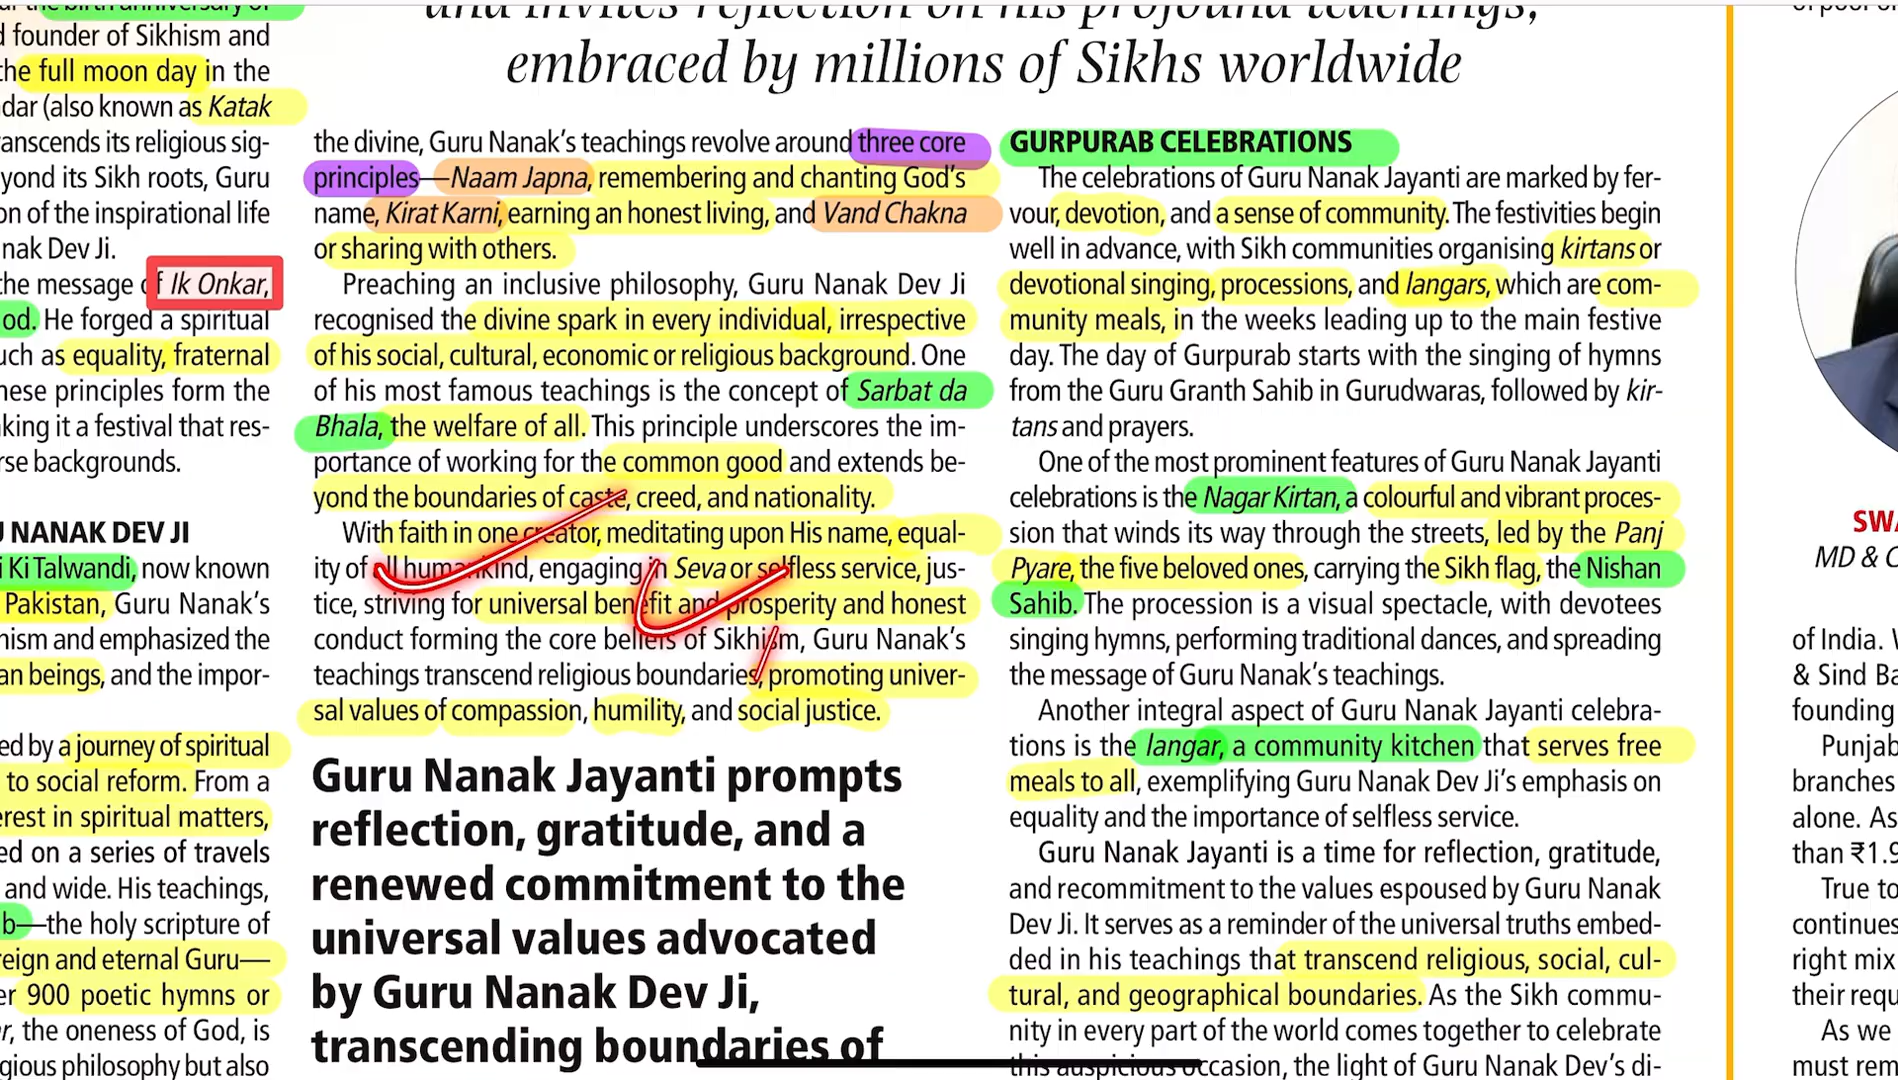 the birth anniversary of
founder of Sikhism and
the full moon day in the
dar (also known as Katak
ranscends its religious sig-
yond its Sikh roots, Guru
on of the inspirational life
nak Dev Ji.
the message of Ik Onkar,
od. He forged a spiritual
uch as equality, fraternal
hese principles form the
king it a festival that res-
rse backgrounds.
U NANAK DEV JI
i Ki Talwandi, now known
Pakistan, Guru Nanak's
hism and emphasized the
an beings, and the impor-
ed by a journey of spiritual
to social reform. From a
erest in spiritual matters,
ed on a series of travels
and wide. His teachings,
b—the holy scripture of
reign and eternal Guru—
er 900 poetic hymns or
r, the oneness of God, is
gious philosophy but also
and invites reflection on his profound teachings,
embraced by millions of Sikhs worldwide
the divine, Guru Nanak's teachings revolve around three core
principles—Naam Japna, remembering and chanting God's
name, Kirat Karni, earning an honest living, and Vand Chakna
or sharing with others.
Preaching an inclusive philosophy, Guru Nanak Dev Ji
recognised the divine spark in every individual, irrespective
of his social, cultural, economic or religious background. One
of his most famous teachings is the concept of Sarbat da
Bhala, the welfare of all. This principle underscores the im-
portance of working for the common good and extends be-
yond the boundaries of caste, creed, and nationality.
With faith in one creator, meditating upon His name, equal-
ity of all humankind, engaging in Seva or selfless service, jus-
tice, striving for universal benefit and prosperity and honest
conduct forming the core beliefs of Sikhism, Guru Nanak's
teachings transcend religious boundaries, promoting univer-
sal values of compassion, humility, and social justice.
Guru Nanak Jayanti prompts
reflection, gratitude, and a
renewed commitment to the
universal values advocated
by Guru Nanak Dev Ji,
transcending boundaries of
GURPURAB CELEBRATIONS
The celebrations of Guru Nanak Jayanti are marked by fer-
vour, devotion, and a sense of community. The festivities begin
well in advance, with Sikh communities organising kirtans or
devotional singing, processions, and langars, which are com-
munity meals, in the weeks leading up to the main festive
day. The day of Gurpurab starts with the singing of hymns
from the Guru Granth Sahib in Gurudwaras, followed by kir-
tans and prayers.
One of the most prominent features of Guru Nanak Jayanti
celebrations is the Nagar Kirtan, a colourful and vibrant proces-
sion that winds its way through the streets, led by the Panj
Pyare, the five beloved ones, carrying the Sikh flag, the Nishan
Sahib. The procession is a visual spectacle, with devotees
singing hymns, performing traditional dances, and spreading
the message of Guru Nanak's teachings.
Another integral aspect of Guru Nanak Jayanti celebra-
tions is the langar, a community kitchen that serves free
meals to all, exemplifying Guru Nanak Dev Ji's emphasis on
equality and the importance of selfless service.
Guru Nanak Jayanti is a time for reflection, gratitude,
and recommitment to the values espoused by Guru Nanak
Dev Ji. It serves as a reminder of the universal truths embed-
ded in his teachings that transcend religious, social, cul-
tural, and geographical boundaries. As the Sikh commu-
nity in every part of the world comes together to celebrate
this auspicious occasion, the light of Guru Nanak Dev's di-
of poor
SWA
MD & C
of India. W
& Sind Ba
founding
Punjab
branches
alone. As
than ₹1.9
True to
continues
right mix
their requ
As we
must rem